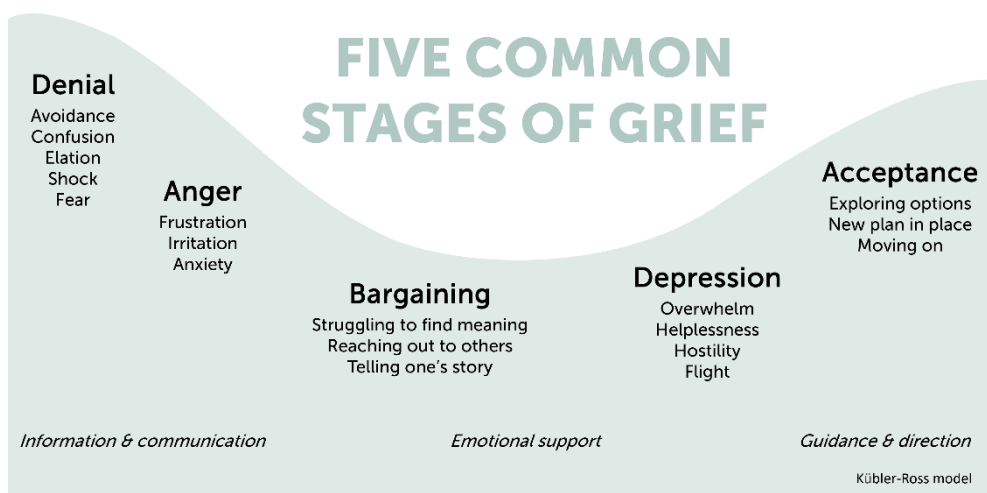 FIVE COMMON
STAGES OF GRIEF
Denial
Avoidance
Confusion
Elation
Shock
Fear
Anger
Frustration
Irritation
Anxiety
Bargaining
Struggling to find meaning
Reaching out to others
Telling one's story
Depression
Overwhelm
Helplessness
Hostility
Flight
Acceptance
Exploring options
New plan in place
Moving on
Information & communication
Emotional support
Guidance & direction
Kübler-Ross model